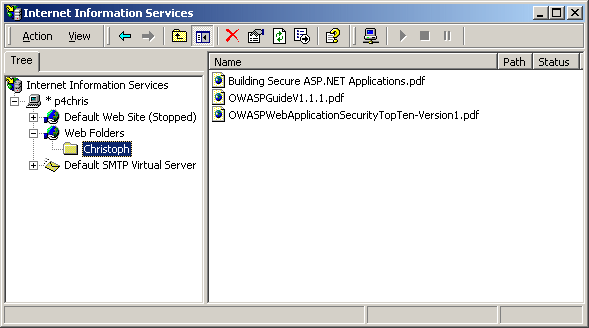 Internet Information Services
Action View
Tree
Internet Information Services
* p4chris
Default Web Site (Stopped)
Web Folders
Christoph
Default SMTP Virtual Server
Name Path Status
Building Secure ASP.NET Applications.pdf
OWASPGuideV1.1.1.pdf
OWASPWebApplicationSecurityTopTen-Version1.pdf